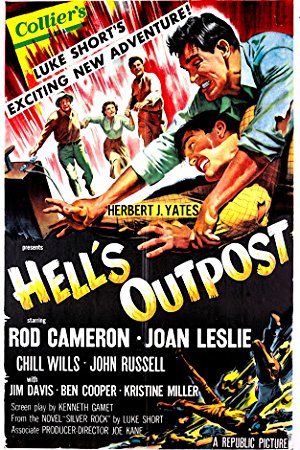 Collier's
LUKE SHORT'S
EXCITING NEW ADVENTURE!
HERBERT J. YATES
presents
HELL'S
OUTPOST
starring
ROD CAMERON • JOAN LESLIE
CHILL WILLS • JOHN RUSSELL
with
JIM DAVIS • BEN COOPER • KRISTINE MILLER
Screen play by KENNETH GAMET
From the NOVEL "SILVER ROCK" by LUKE SHORT
Associate PRODUCER-DIRECTOR JOE KANE
A REPUBLIC PICTURE